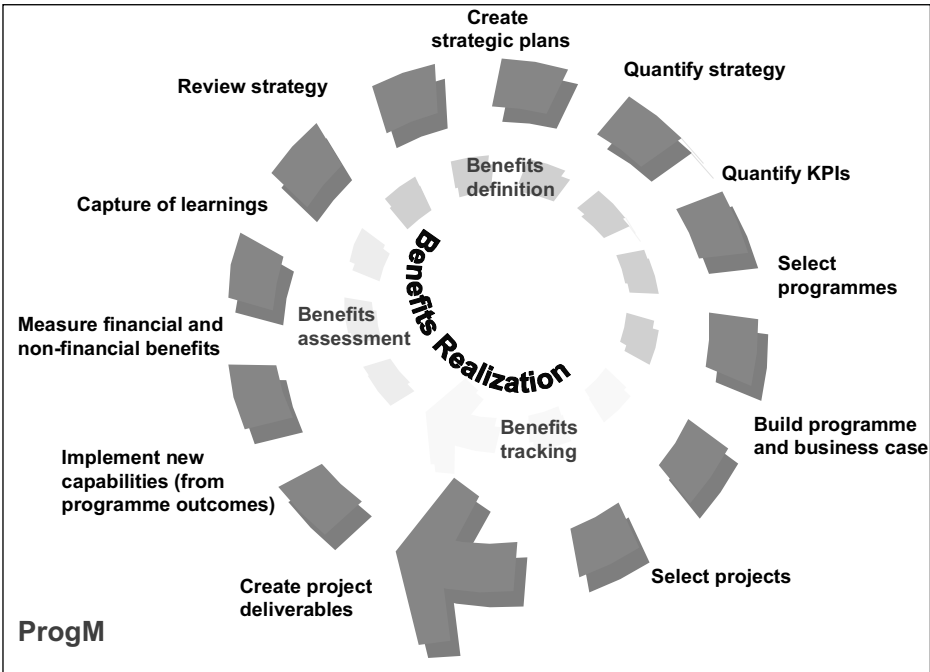 Create
strategic plans
Quantify strategy
Quantify KPIs
Select
programmes
Build programme
and business case
Select projects
Create project
deliverables
Implement new
capabilities (from
programme outcomes)
Measure financial and
non-financial benefits
Capture of learnings
Review strategy
Benefits
definition
Benefits
tracking
Benefits
assessment
Benefits Realization
ProgM